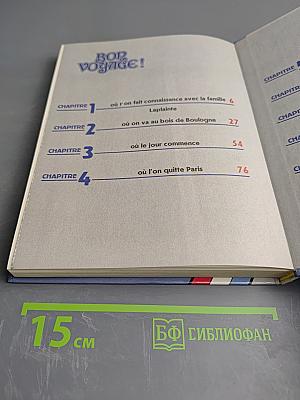 BON
VOYAGE!
CHAPITRE 1 où l'on fait connaissance avec la famille 6
Laplainte
CHAPITRE 2 où on va au bois de Boulogne 27
CHAPITRE 3 où le jour commence 54
CHAPITRE 4 où l'on quitte Paris 76
CHAPITRE
15 см
БФ БИБЛИОФАН